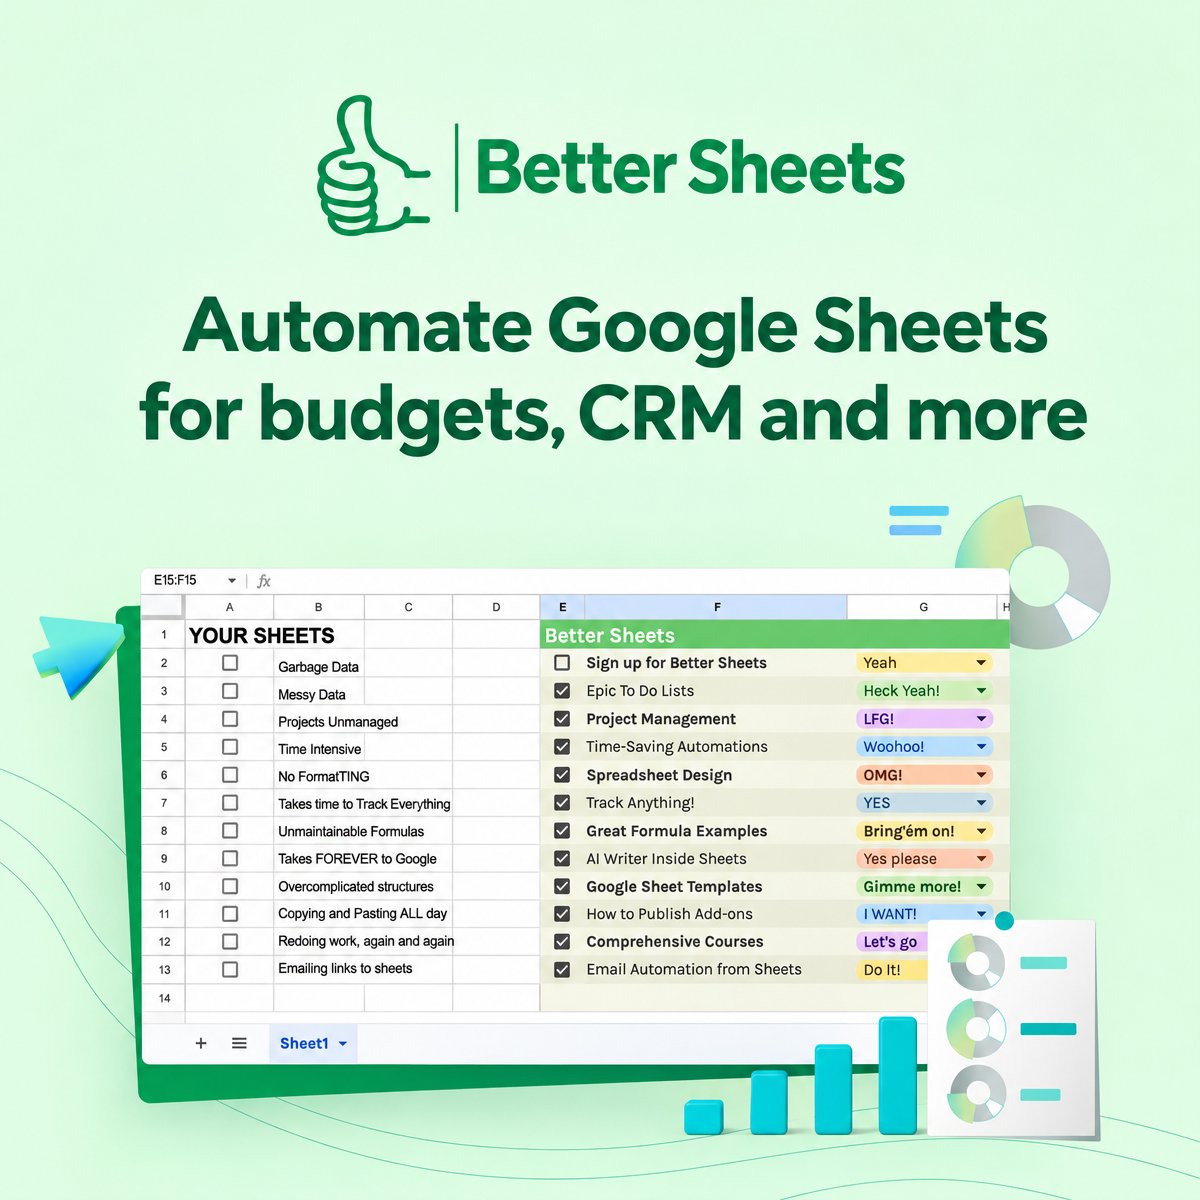 Better Sheets
Automate Google Sheets
for budgets, CRM and more
E15:F15 fx
A B C D E F G H
1 YOUR SHEETS Better Sheets
2 Garbage Data Sign up for Better Sheets Yeah
3 Messy Data Epic To Do Lists Heck Yeah!
4 Projects Unmanaged Project Management LFG!
5 Time Intensive Time-Saving Automations Woohoo!
6 No FormatTING Spreadsheet Design OMG!
7 Takes time to Track Everything Track Anything! YES
8 Unmaintainable Formulas Great Formula Examples Bring'ém on!
9 Takes FOREVER to Google AI Writer Inside Sheets Yes please
10 Overcomplicated structures Google Sheet Templates Gimme more!
11 Copying and Pasting ALL day How to Publish Add-ons I WANT!
12 Redoing work, again and again Comprehensive Courses Let's go
13 Emailing links to sheets Email Automation from Sheets Do It!
14
+ Sheet1